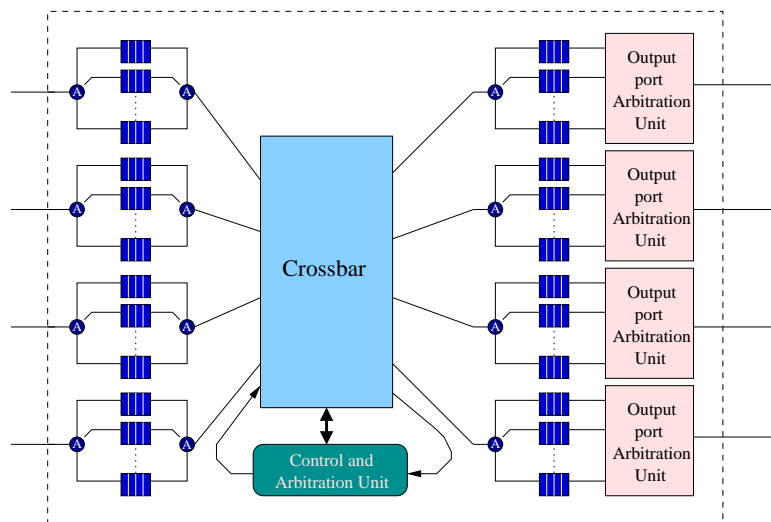 A
A
A
Output
port
Arbitration
Unit
A
A
A
Output
port
Arbitration
Unit
Crossbar
A
A
A
Output
port
Arbitration
Unit
A
A
A
Output
port
Arbitration
Unit
Control and
Arbitration Unit